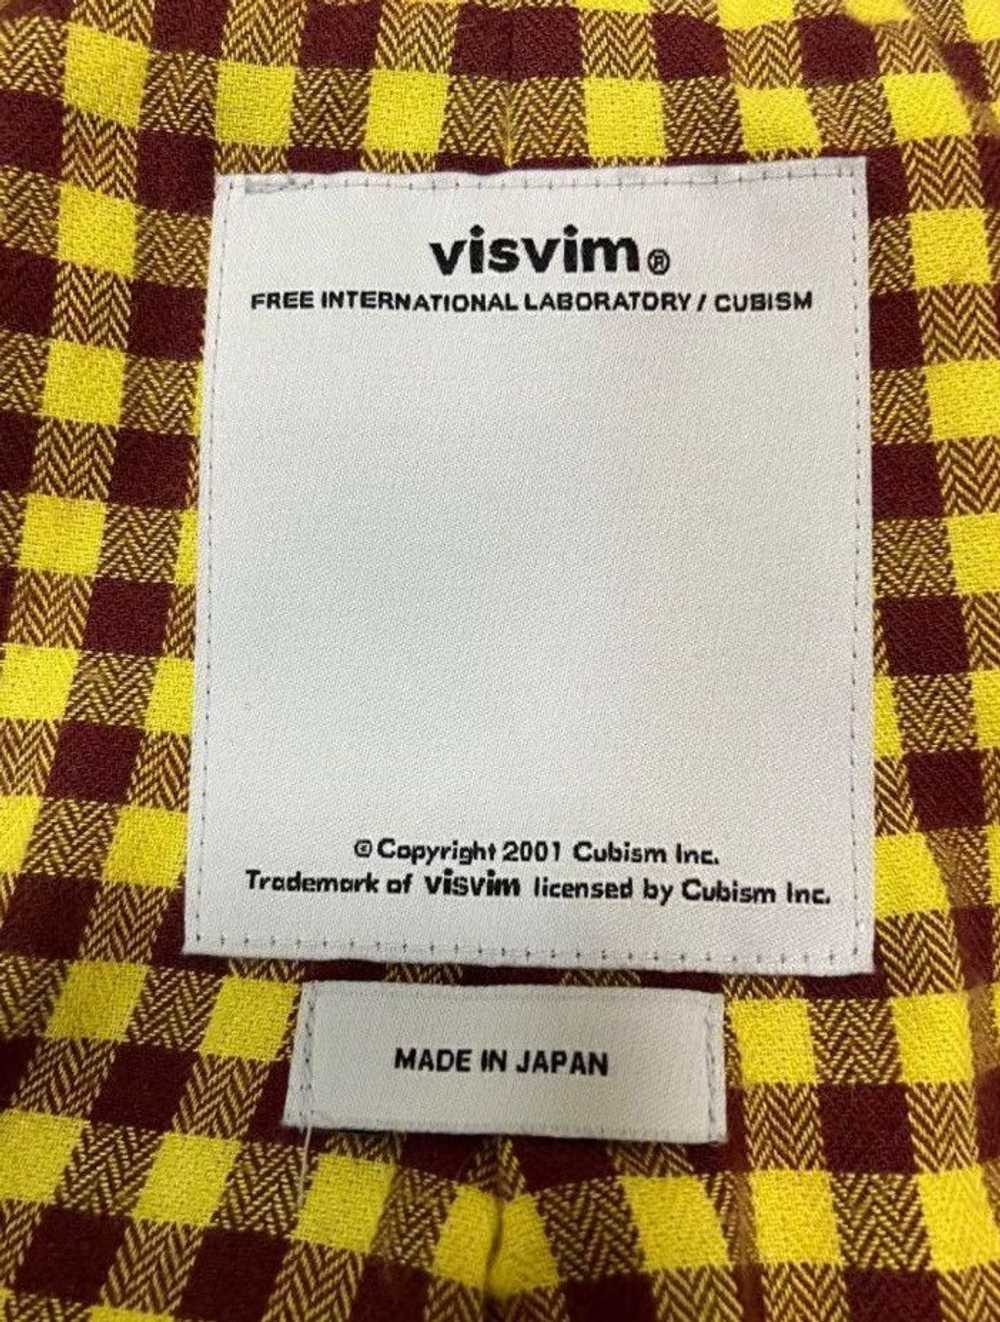 visvim®
FREE INTERNATIONAL LABORATORY / CUBISM
© Copyright 2001 Cubism Inc.
Trademark of visvim licensed by Cubism Inc.
MADE IN JAPAN